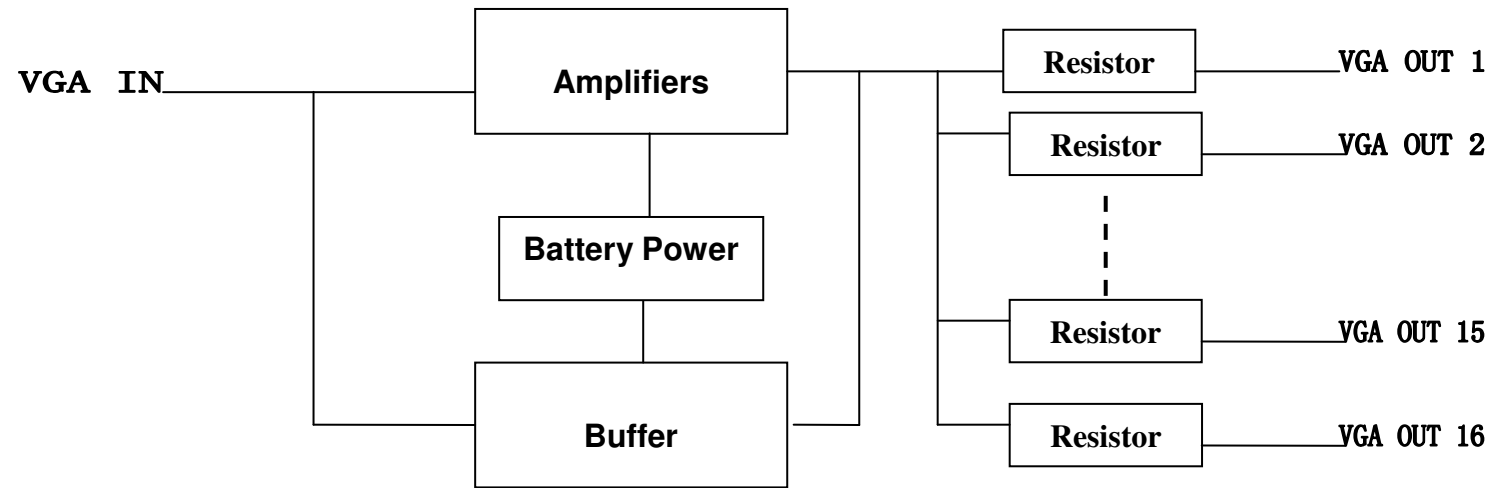 VGA IN
Amplifiers
Battery Power
Buffer
Resistor
VGA OUT 1
Resistor
VGA OUT 2
Resistor
VGA OUT 15
Resistor
VGA OUT 16